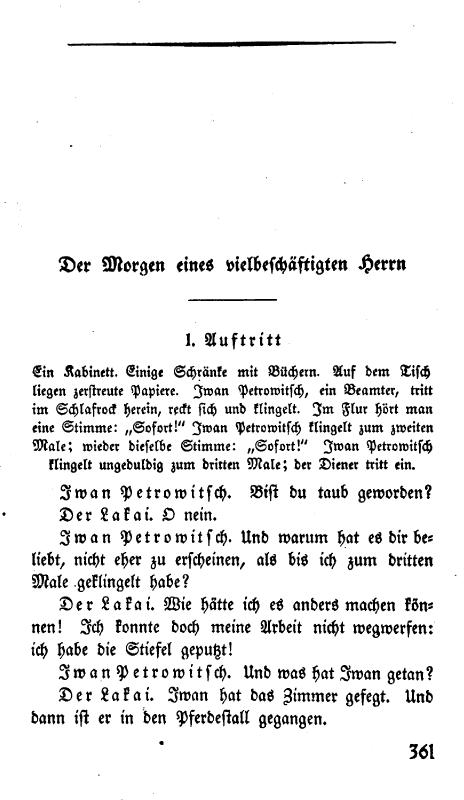 Der Morgen eines vielbeschäftigten Herrn
1. Auftritt
Ein Kabinett. Einige Schränke mit Büchern. Auf dem Tisch
liegen zerstreute Papiere. Iwan Petrowitsch, ein Beamter, tritt
im Schlafrock herein, reckt sich und klingelt. Im Flur hört man
eine Stimme: „Sofort!“ Iwan Petrowitsch klingelt zum zweiten
Male; wieder dieselbe Stimme: „Sofort!“ Iwan Petrowitsch
klingelt ungeduldig zum dritten Male; der Diener tritt ein.
Iwan Petrowitsch. Bist du taub geworden?
Der Lakai. O nein.
Iwan Petrowitsch. Und warum hat es dir be-
liebt, nicht eher zu erscheinen, als bis ich zum dritten
Male geklingelt habe?
Der Lakai. Wie hätte ich es anders machen kön-
nen! Ich konnte doch meine Arbeit nicht wegwerfen:
ich habe die Stiefel geputzt!
Iwan Petrowitsch. Und was hat Iwan getan?
Der Lakai. Iwan hat das Zimmer gefegt. Und
dann ist er in den Pferdestall gegangen.
361